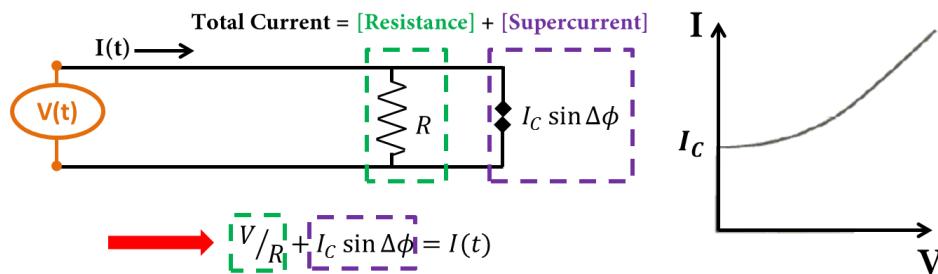 Total Current = [Resistance] + [Supercurrent]
I(t)
V(t)
R
I_C sin Δϕ
V/R + I_C sin Δϕ = I(t)
I
I_C
V